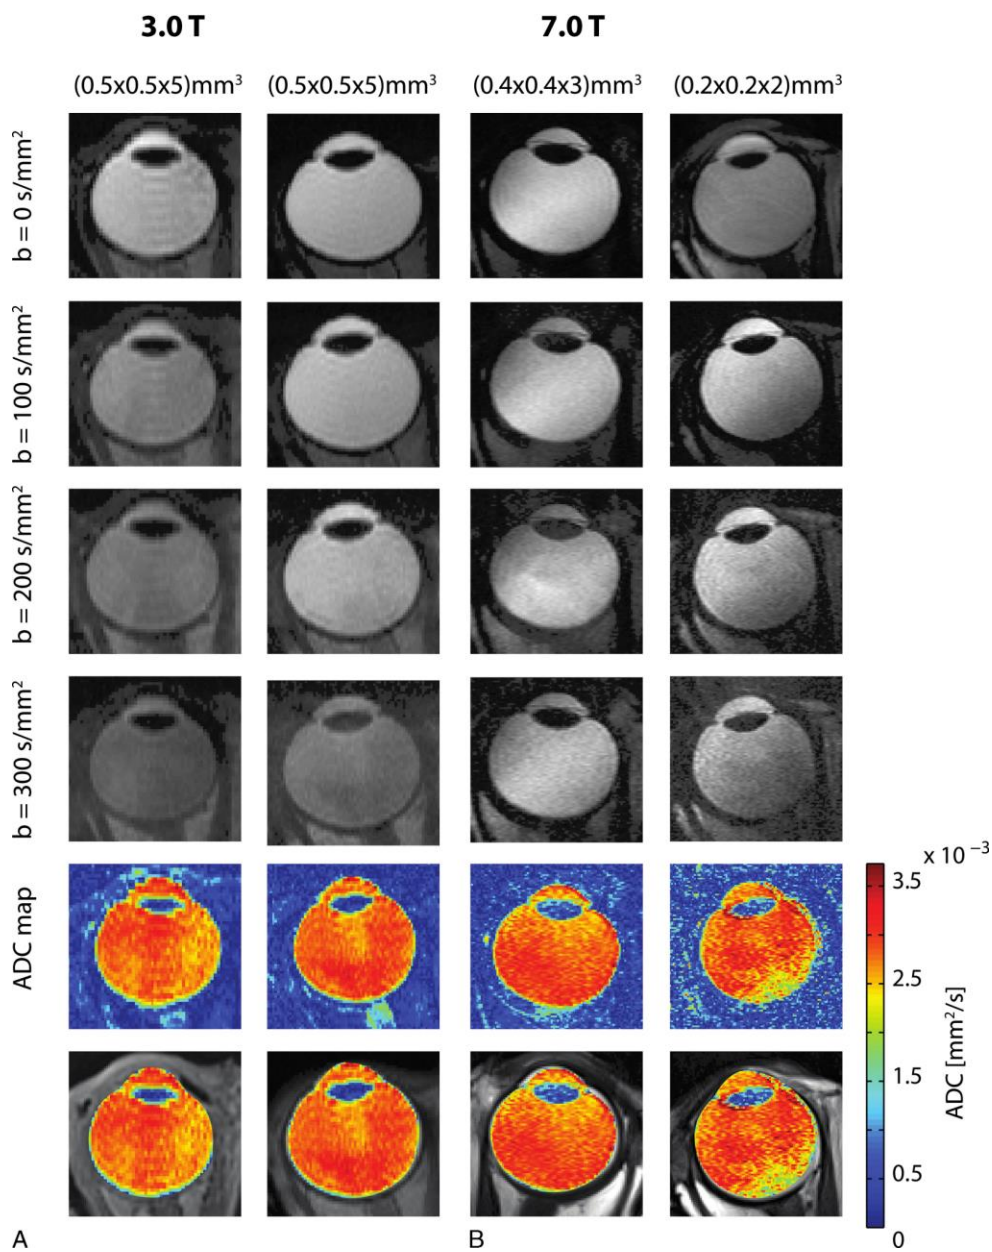 3.0 T 7.0 T
(0.5x0.5x5)mm³ (0.5x0.5x5)mm³ (0.4x0.4x3)mm³ (0.2x0.2x2)mm³
b = 0 s/mm²
b = 100 s/mm²
b = 200 s/mm²
b = 300 s/mm²
ADC map
x 10⁻³
3.5
2.5
1.5
0.5
0
ADC [mm²/s]
A B